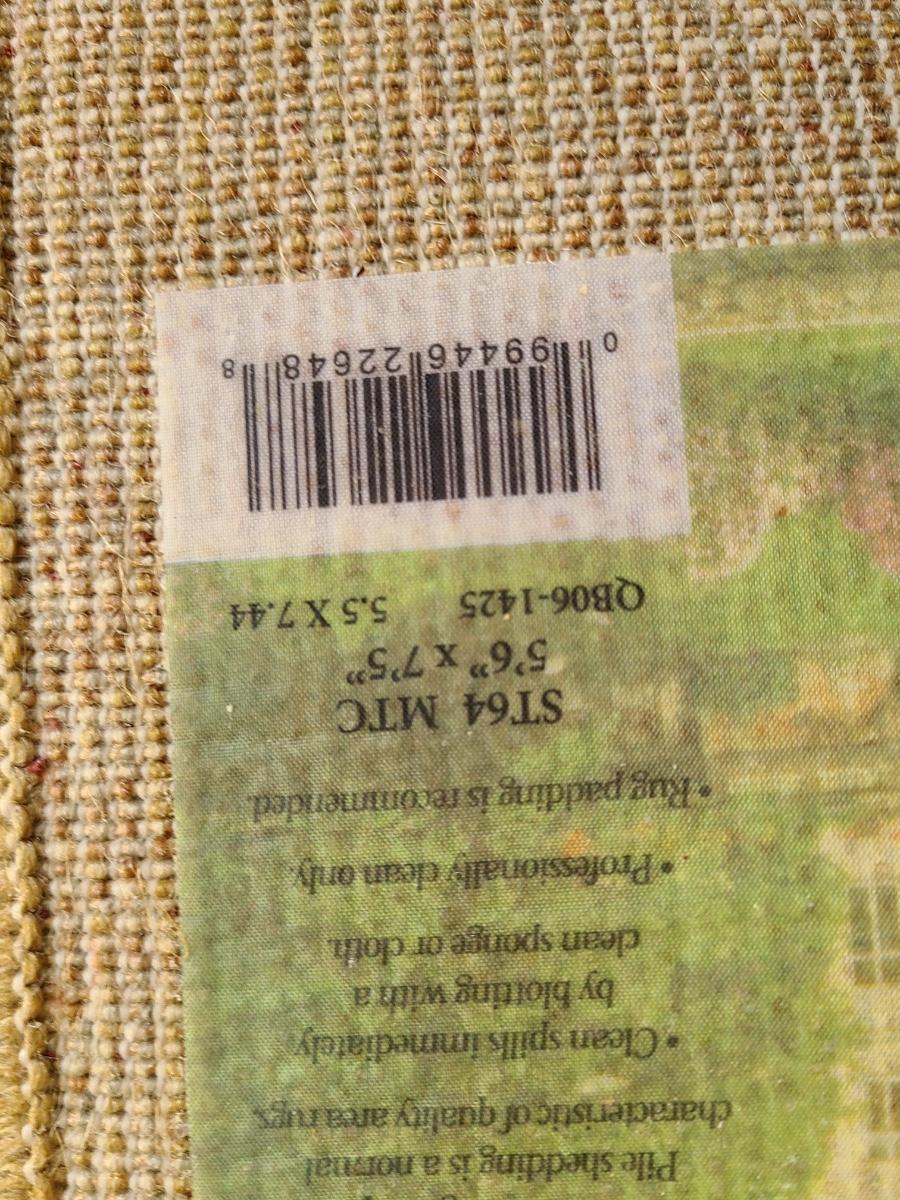 Pile shedding is a normal
characteristic of quality area rugs.
• Clean spills immediately
by blotting with a
clean sponge or cloth.
• Professionally clean only.
• Rug padding is recommended.
ST64 MTC
5'6" x 7'5"
QB06-1425 5.5 X 7.44
0 99446 22648 8